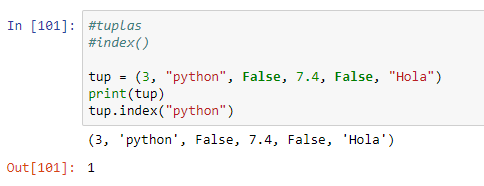 In [101]: #tuplas
#index()
tup = (3, "python", False, 7.4, False, "Hola")
print(tup)
tup.index("python")
(3, 'python', False, 7.4, False, 'Hola')
Out[101]: 1